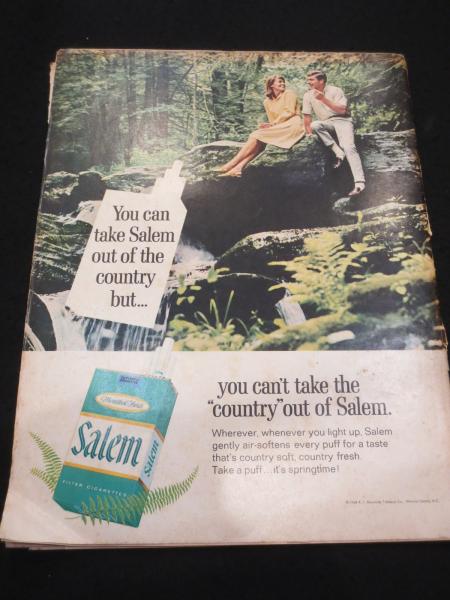 You can
take Salem
out of the
country
but...
you can't take the
"country" out of Salem.
Wherever, whenever you light up, Salem
gently air-softens every puff for a taste
that's country soft, country fresh.
Take a puff...it's springtime!
Menthol Fresh
Salem
Salem
FILTER CIGARETTES